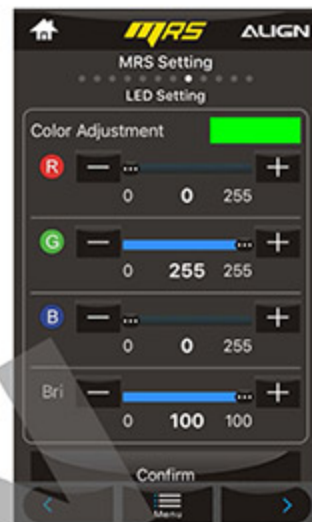 MRS ALIGN
MRS Setting
LED Setting
Color Adjustment
R
0 0 255
G
0 255 255
B
0 0 255
Bri
0 100 100
Confirm
Menu